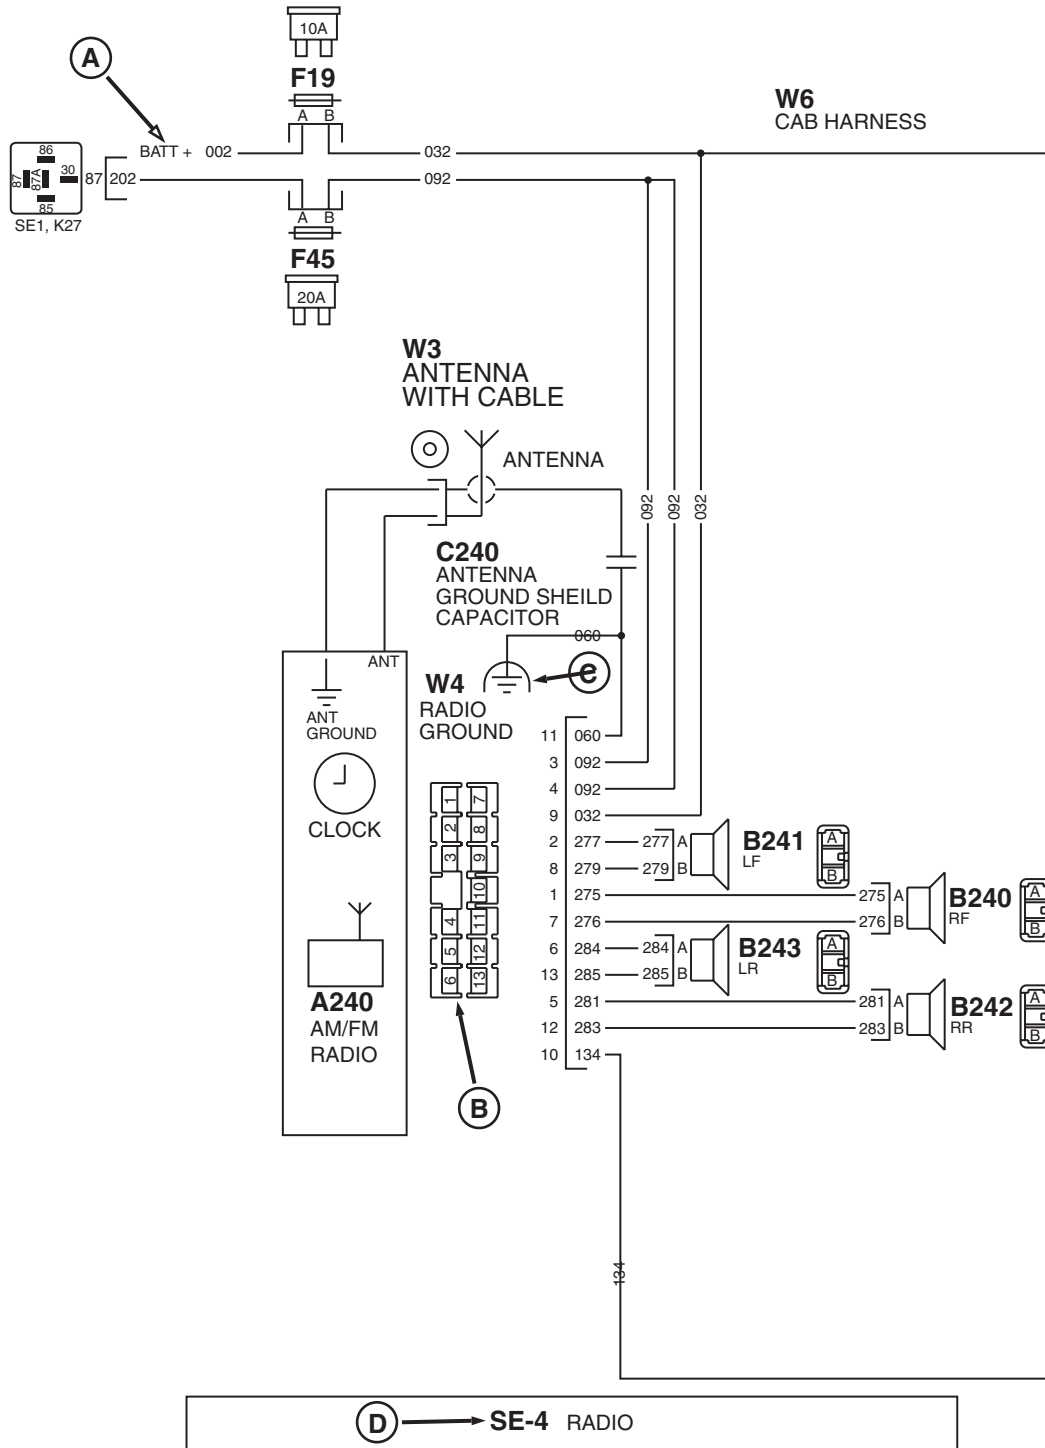 10A
F19
A
A B
W6
CAB HARNESS
BATT + 002
032
86
87
87A
30
85
87 202
092
SE1, K27
A B
F45
20A
W3
ANTENNA
WITH CABLE
ANTENNA
092
092
032
C240
ANTENNA
GROUND SHEILD
CAPACITOR
060
ANT
C
W4
RADIO
GROUND
ANT
GROUND
CLOCK
11 060
3 092
4 092
9 032
2 277 277 A
8 279 279 B
B241
LF
A
B
1 275 275 A
7 276 276 B
B240
RF
A
B
6 284 284 A
13 285 285 B
B243
LR
A
B
5 281 281 A
12 283 283 B
B242
RR
A
B
10 134
1 7
2 8
3 9
10
4 11
5 12
6 13
A240
AM/FM
RADIO
B
134
D SE-4 RADIO